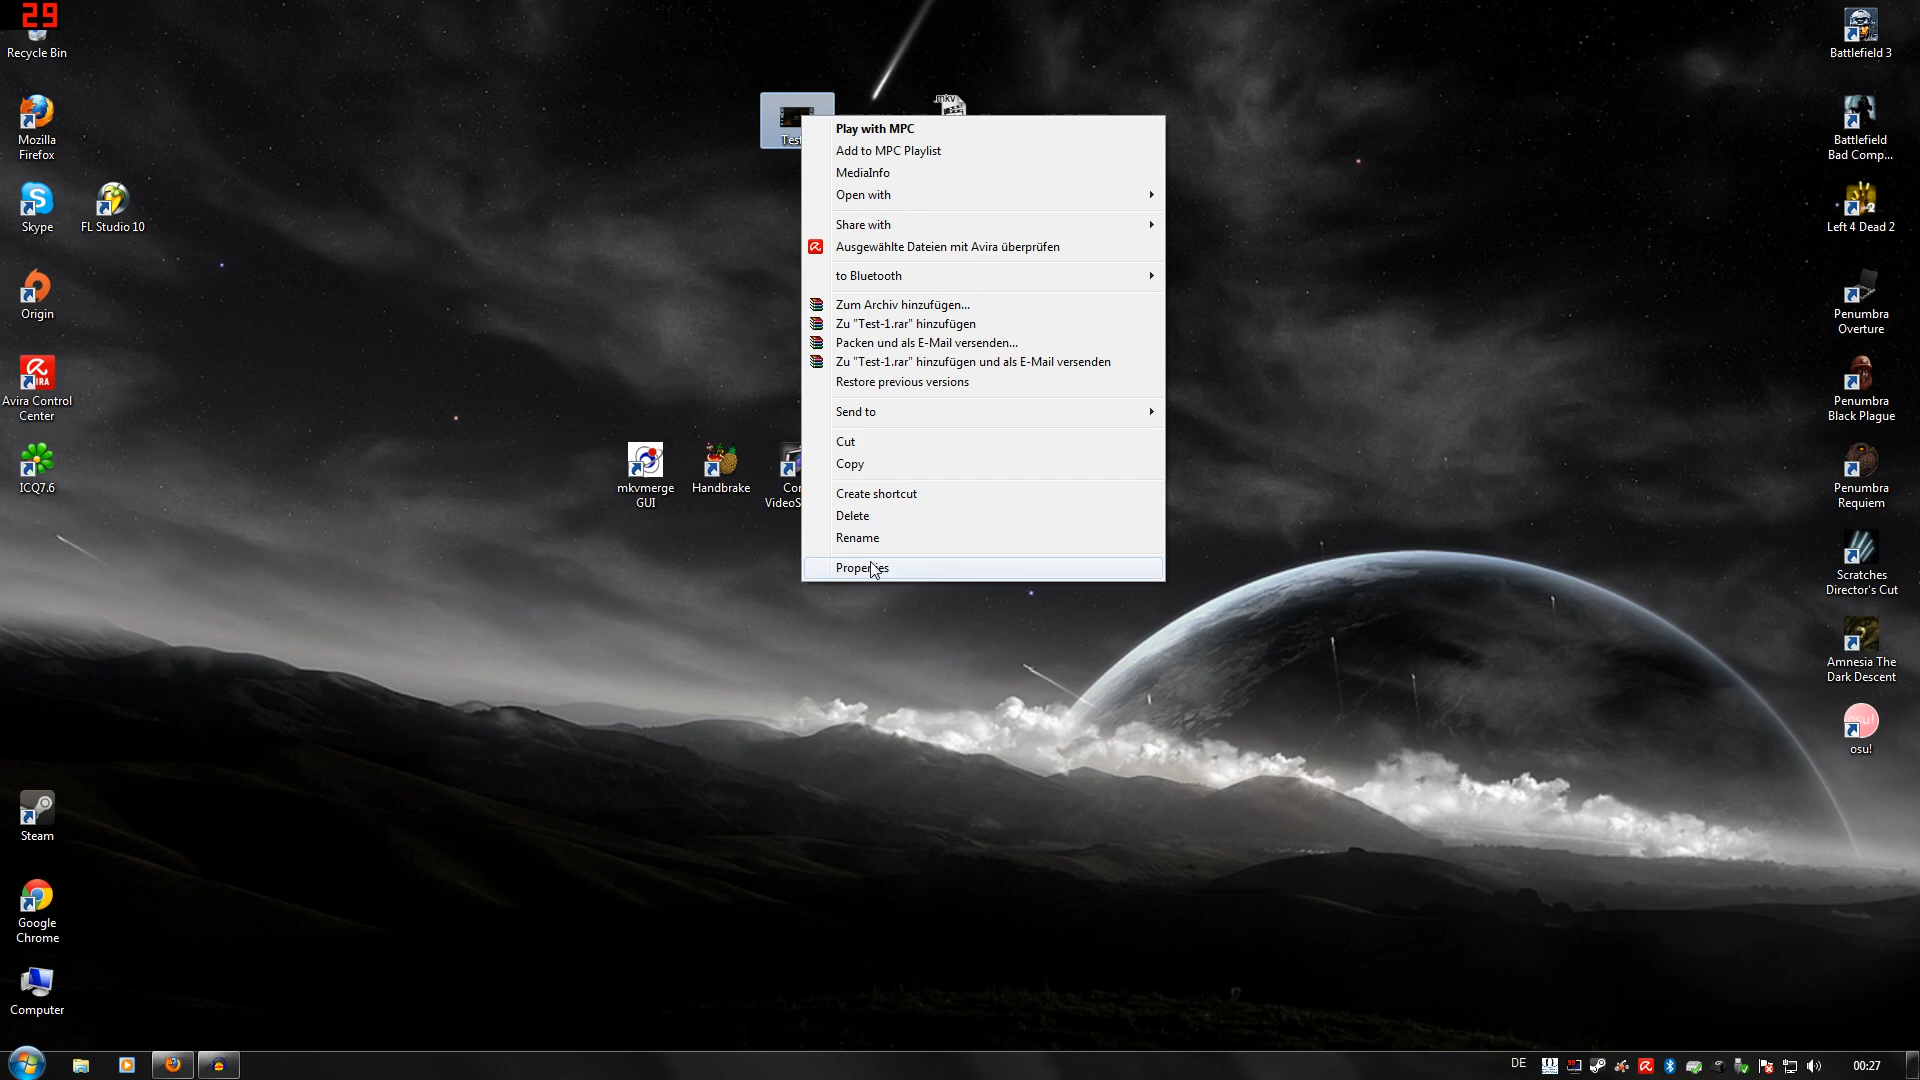 29
Recycle Bin
Mozilla
Firefox
Skype
FL Studio 10
Origin
Avira Control
Center
ICQ7.6
Steam
Google
Chrome
Computer
.mkv
mkvmerge
GUI
Handbrake
Play with MPC
Add to MPC Playlist
MediaInfo
Open with
Share with
Ausgewählte Dateien mit Avira überprüfen
to Bluetooth
Zum Archiv hinzufügen...
Zu "Test-1.rar" hinzufügen
Packen und als E-Mail versenden...
Zu "Test-1.rar" hinzufügen und als E-Mail versenden
Restore previous versions
Send to
Cut
Copy
Create shortcut
Delete
Rename
Properties
Battlefield 3
Battlefield
Bad Comp...
Left 4 Dead 2
Penumbra
Overture
Penumbra
Black Plague
Penumbra
Requiem
Scratches
Director's Cut
Amnesia The
Dark Descent
osu!
osu!
DE
00:27